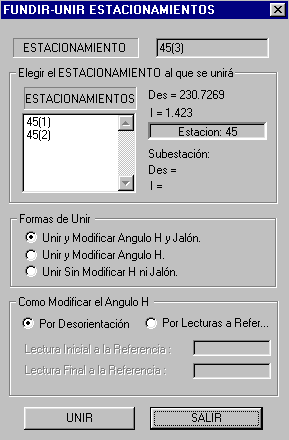 FUNDIR-UNIR ESTACIONAMIENTOS
ESTACIONAMIENTO
45(3)
Elegir el ESTACIONAMIENTO al que se unirá
ESTACIONAMIENTOS
45(1)
45(2)
Des = 230.7269
I = 1.423
Estacion: 45
Subestación:
Des =
I =
Formas de Unir
Unir y Modificar Angulo H y Jalón.
Unir y Modificar Angulo H.
Unir Sin Modificar H ni Jalón.
Como Modificar el Angulo H
Por Desorientación
Por Lecturas a Refer...
Lectura Inicial a la Referencia :
Lectura Final a la Referencia :
UNIR
SALIR